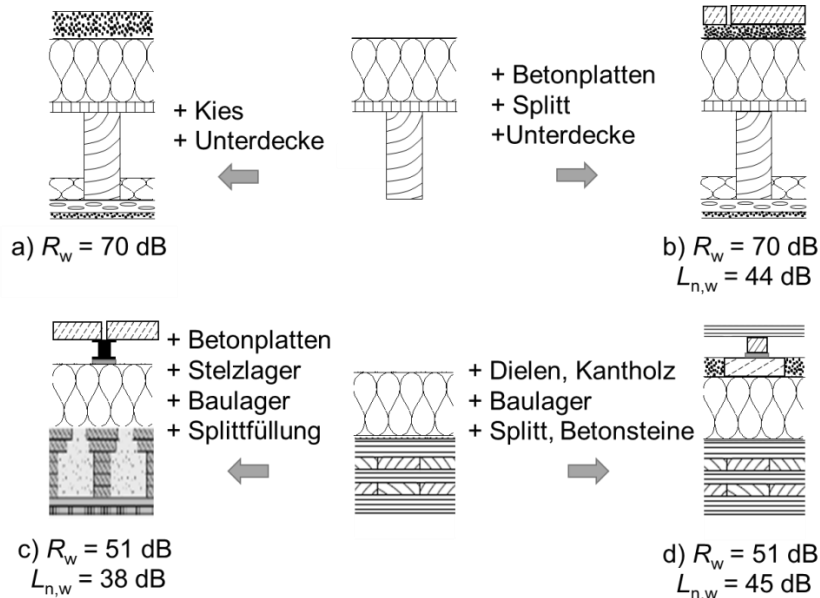 + Kies
+ Unterdecke
+ Betonplatten
+ Splitt
+Unterdecke
a) Rw = 70 dB
b) Rw = 70 dB
Ln,w = 44 dB
+ Betonplatten
+ Stelzlager
+ Baulager
+ Splittfüllung
+ Dielen, Kantholz
+ Baulager
+ Splitt, Betonsteine
c) Rw = 51 dB
Ln,w = 38 dB
d) Rw = 51 dB
Ln,w = 45 dB